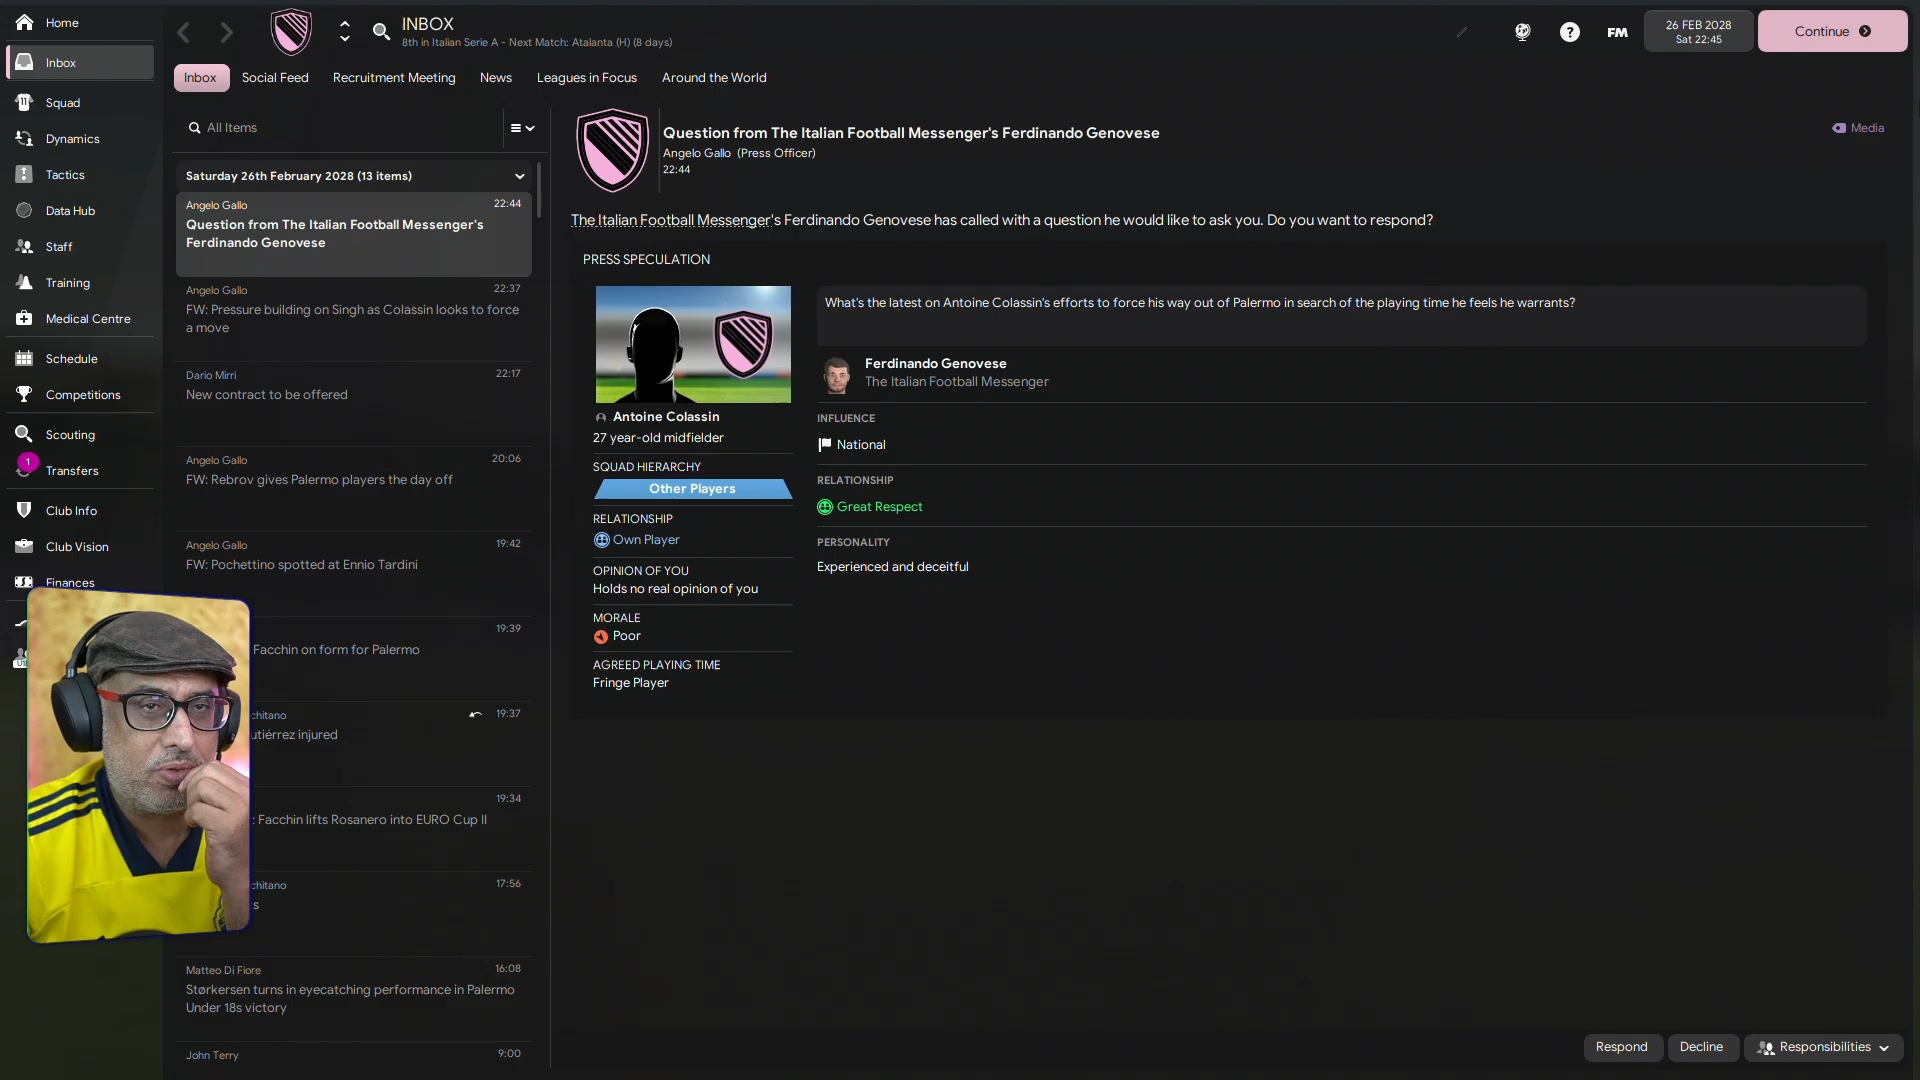 Home
Inbox
Squad
Dynamics
Tactics
Data Hub
Staff
Training
Medical Centre
Schedule
Competitions
Scouting
1
Transfers
Club Info
Club Vision
Finances
INBOX
8th in Italian Serie A - Next Match: Atalanta (H) (8 days)
FM
26 FEB 2028
Sat 22:45
Continue
Inbox
Social Feed
Recruitment Meeting
News
Leagues in Focus
Around the World
All Items
Saturday 26th February 2028 (13 items)
Angelo Gallo 22:44
Question from The Italian Football Messenger's
Ferdinando Genovese
Angelo Gallo 22:37
FW: Pressure building on Singh as Colassin looks to force
a move
Dario Mirri 22:17
New contract to be offered
Angelo Gallo 20:06
FW: Rebrov gives Palermo players the day off
Angelo Gallo 19:42
FW: Pochettino spotted at Ennio Tardini
19:39
Facchin on form for Palermo
chitano 19:37
utiérrez injured
19:34
: Facchin lifts Rosanero into EURO Cup II
chitano 17:56
s
Matteo Di Fiore 16:08
Størkersen turns in eyecatching performance in Palermo
Under 18s victory
John Terry 9:00
Question from The Italian Football Messenger's Ferdinando Genovese
Angelo Gallo (Press Officer)
22:44
Media
The Italian Football Messenger's Ferdinando Genovese has called with a question he would like to ask you. Do you want to respond?
PRESS SPECULATION
Antoine Colassin
27 year-old midfielder
SQUAD HIERARCHY
Other Players
RELATIONSHIP
Own Player
OPINION OF YOU
Holds no real opinion of you
MORALE
Poor
AGREED PLAYING TIME
Fringe Player
What's the latest on Antoine Colassin's efforts to force his way out of Palermo in search of the playing time he feels he warrants?
Ferdinando Genovese
The Italian Football Messenger
INFLUENCE
National
RELATIONSHIP
Great Respect
PERSONALITY
Experienced and deceitful
Respond
Decline
Responsibilities